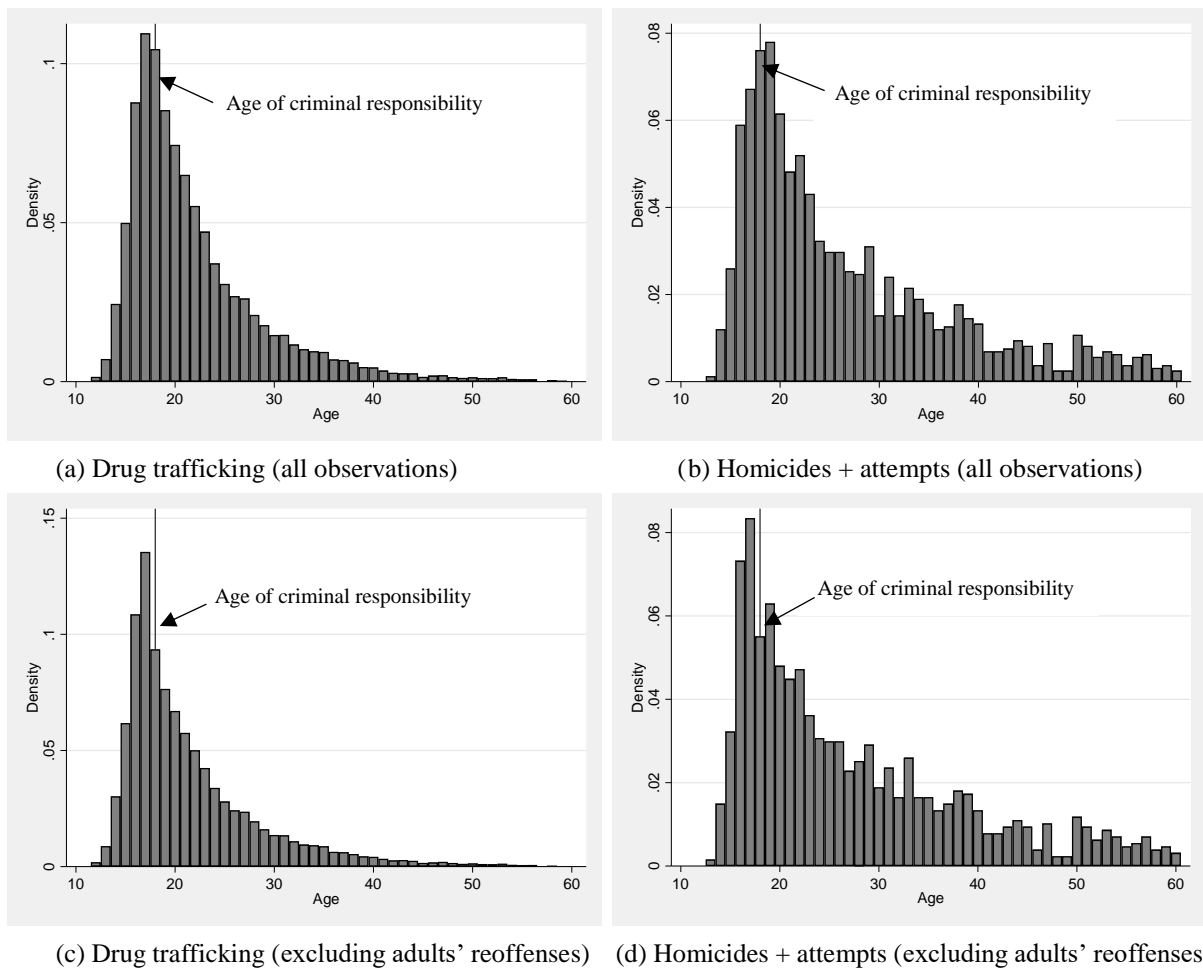 .1
.05
0
Density
Age of criminal responsibility
10 20 30 40 50 60
Age
(a) Drug trafficking (all observations)
.08
.06
.04
.02
0
Density
Age of criminal responsibility
10 20 30 40 50 60
Age
(b) Homicides + attempts (all observations)
.15
.1
.05
0
Density
Age of criminal responsibility
10 20 30 40 50 60
Age
(c) Drug trafficking (excluding adults’ reoffenses)
.08
.06
.04
.02
0
Density
Age of criminal responsibility
10 20 30 40 50 60
Age
(d) Homicides + attempts (excluding adults’ reoffenses